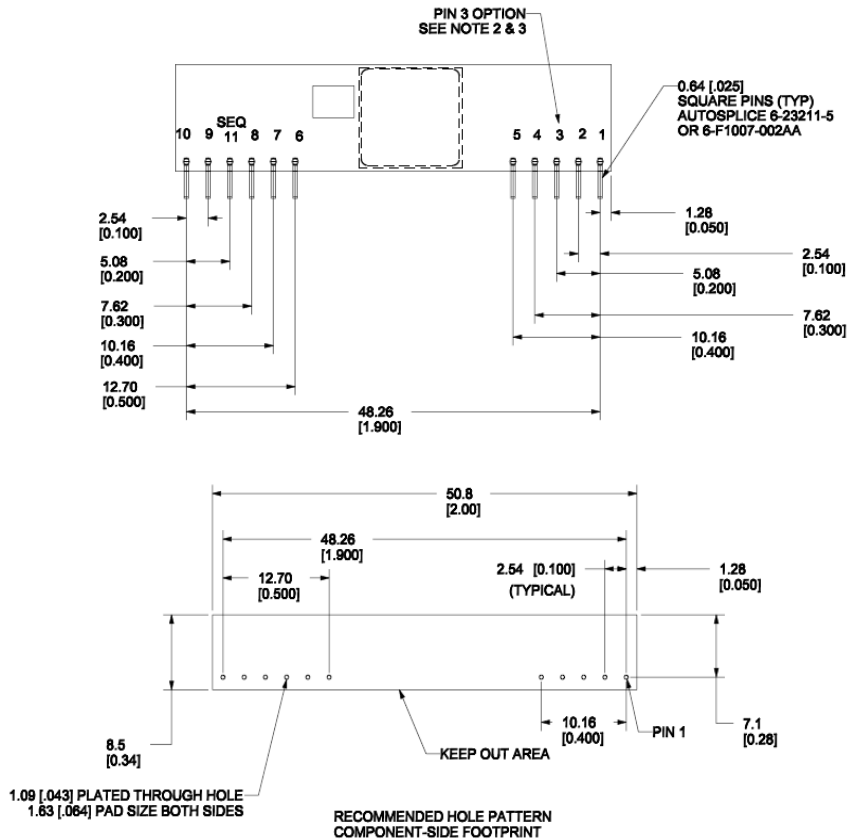 PIN 3 OPTION
SEE NOTE 2 & 3
0.64 [.025]
SQUARE PINS (TYP)
AUTOSPLICE 6-23211-5
OR 6-F1007-002AA
SEQ
10 9 11 8 7 6 5 4 3 2 1
2.54
[0.100]
1.28
[0.050]
5.08
[0.200]
2.54
[0.100]
5.08
[0.200]
7.62
[0.300]
7.62
[0.300]
10.16
[0.400]
10.16
[0.400]
12.70
[0.500]
48.26
[1.900]
50.8
[2.00]
48.26
[1.900]
12.70
[0.500]
2.54 [0.100]
(TYPICAL)
1.28
[0.050]
8.5
[0.34]
10.16
[0.400]
PIN 1
7.1
[0.28]
KEEP OUT AREA
1.09 [.043] PLATED THROUGH HOLE
1.63 [.064] PAD SIZE BOTH SIDES
RECOMMENDED HOLE PATTERN
COMPONENT-SIDE FOOTPRINT